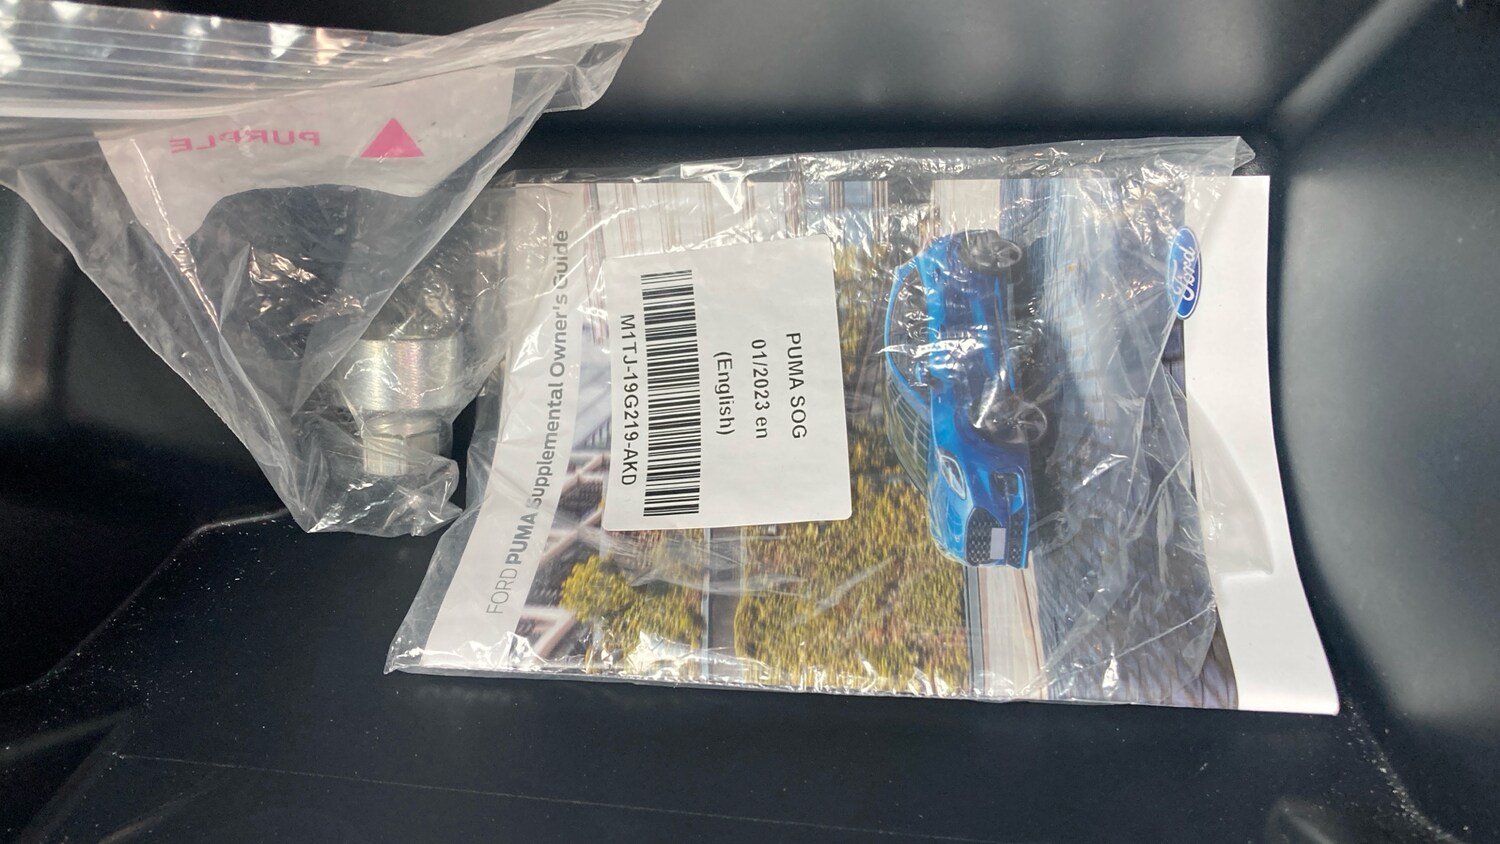 PURPLE
FORD PUMA Supplemental Owner's Guide
PUMA SOG
01/2023 en
(English)
M1TJ-19G219-AKD
Ford